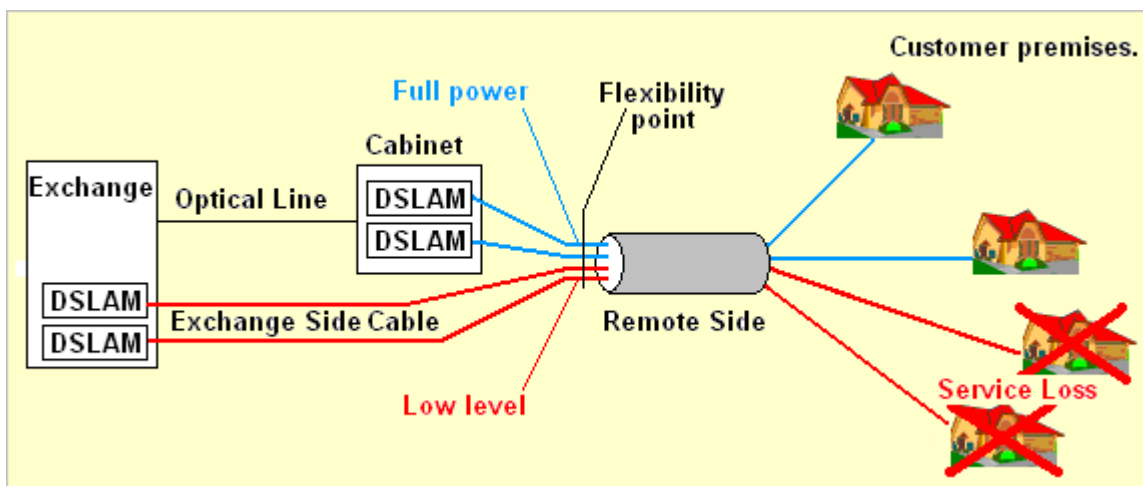 Customer premises.
Full power
Flexibility
point
Cabinet
Exchange
Optical Line
DSLAM
DSLAM
DSLAM
DSLAM
Exchange Side Cable
Remote Side
Low level
Service Loss